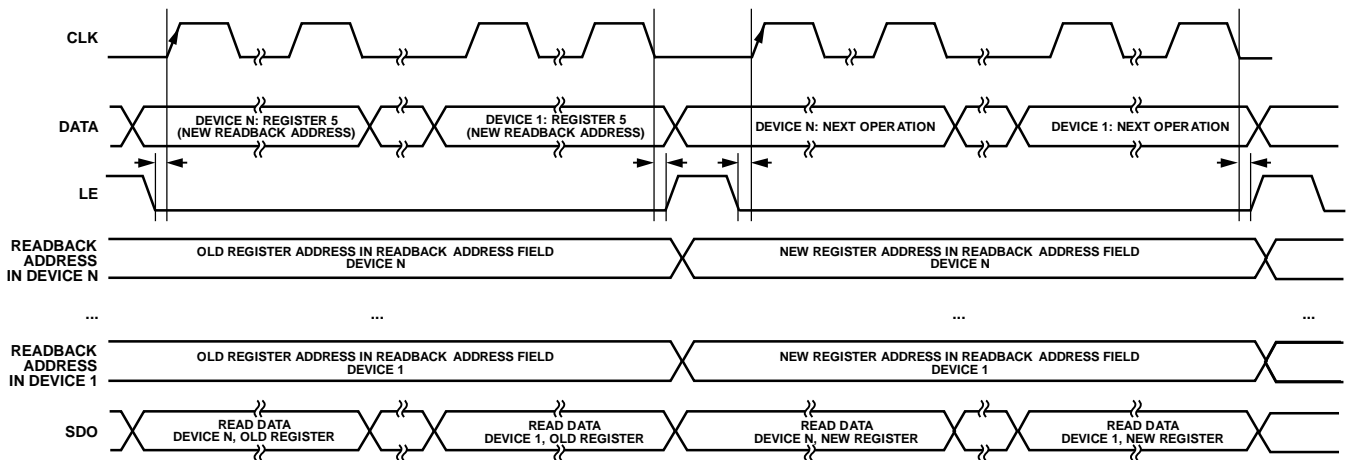 CLK
DATA
DEVICE N: REGISTER 5
(NEW READBACK ADDRESS)
DEVICE 1: REGISTER 5
(NEW READBACK ADDRESS)
DEVICE N: NEXT OPERATION
DEVICE 1: NEXT OPERATION
LE
READBACK
ADDRESS
IN DEVICE N
OLD REGISTER ADDRESS IN READBACK ADDRESS FIELD
DEVICE N
NEW REGISTER ADDRESS IN READBACK ADDRESS FIELD
DEVICE N
...
...
...
...
READBACK
ADDRESS
IN DEVICE 1
OLD REGISTER ADDRESS IN READBACK ADDRESS FIELD
DEVICE 1
NEW REGISTER ADDRESS IN READBACK ADDRESS FIELD
DEVICE 1
SDO
READ DATA
DEVICE N, OLD REGISTER
READ DATA
DEVICE 1, OLD REGISTER
READ DATA
DEVICE N, NEW REGISTER
READ DATA
DEVICE 1, NEW REGISTER